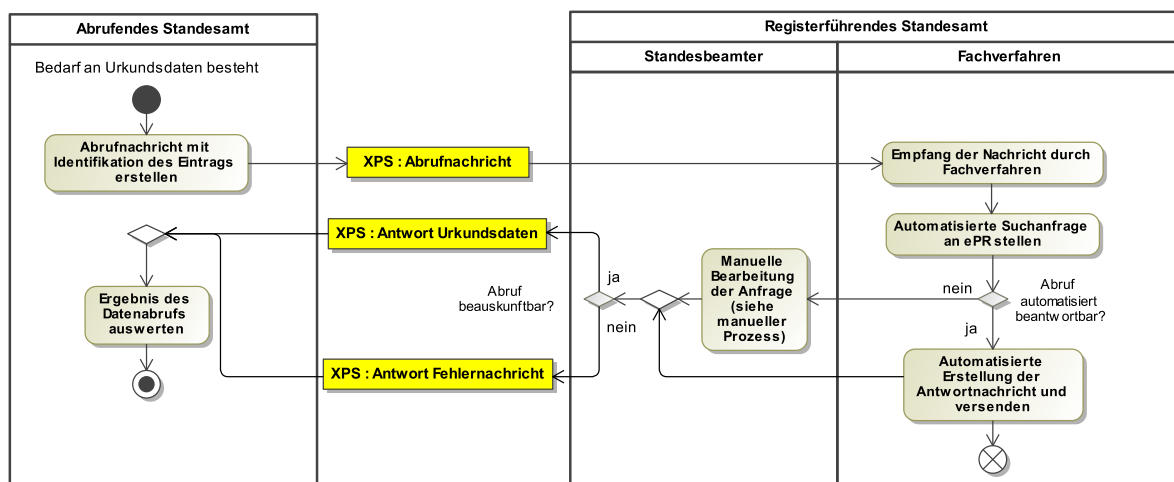 Abrufendes Standesamt
Registerführendes Standesamt
Standesbeamter
Fachverfahren
Bedarf an Urkundsdaten besteht
Abrufnachricht mit
Identifikation des Eintrags
erstellen
XPS : Abrufnachricht
Empfang der Nachricht durch
Fachverfahren
Automatisierte Suchanfrage
an ePR stellen
XPS : Antwort Urkundsdaten
Manuelle
Bearbeitung
der Anfrage
(siehe
manueller
Prozess)
ja
Abruf
beauskunftbar?
nein
nein
Abruf
automatisiert
beantwortbar?
ja
Ergebnis des
Datenabrufs
auswerten
XPS : Antwort Fehlernachricht
Automatisierte
Erstellung der
Antwortnachricht und
versenden